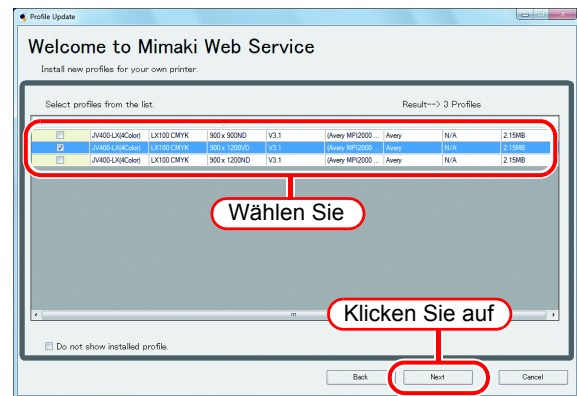 Profile Update
Welcome to Mimaki Web Service
Install new profiles for your own printer.
Select profiles from the list. Result--> 3 Profiles
JV400-LX(4Color) LX100 CMYK 900 x 900ND V3.1 (Avery MPI2000 ... Avery N/A 2.15MB
JV400-LX(4Color) LX100 CMYK 900 x 1200VD V3.1 (Avery MPI2000 ... Avery N/A 2.15MB
JV400-LX(4Color) LX100 CMYK 900 x 1200ND V3.1 (Avery MPI2000 ... Avery N/A 2.15MB
Wählen Sie
Klicken Sie auf
Do not show installed profile.
Back Next Cancel